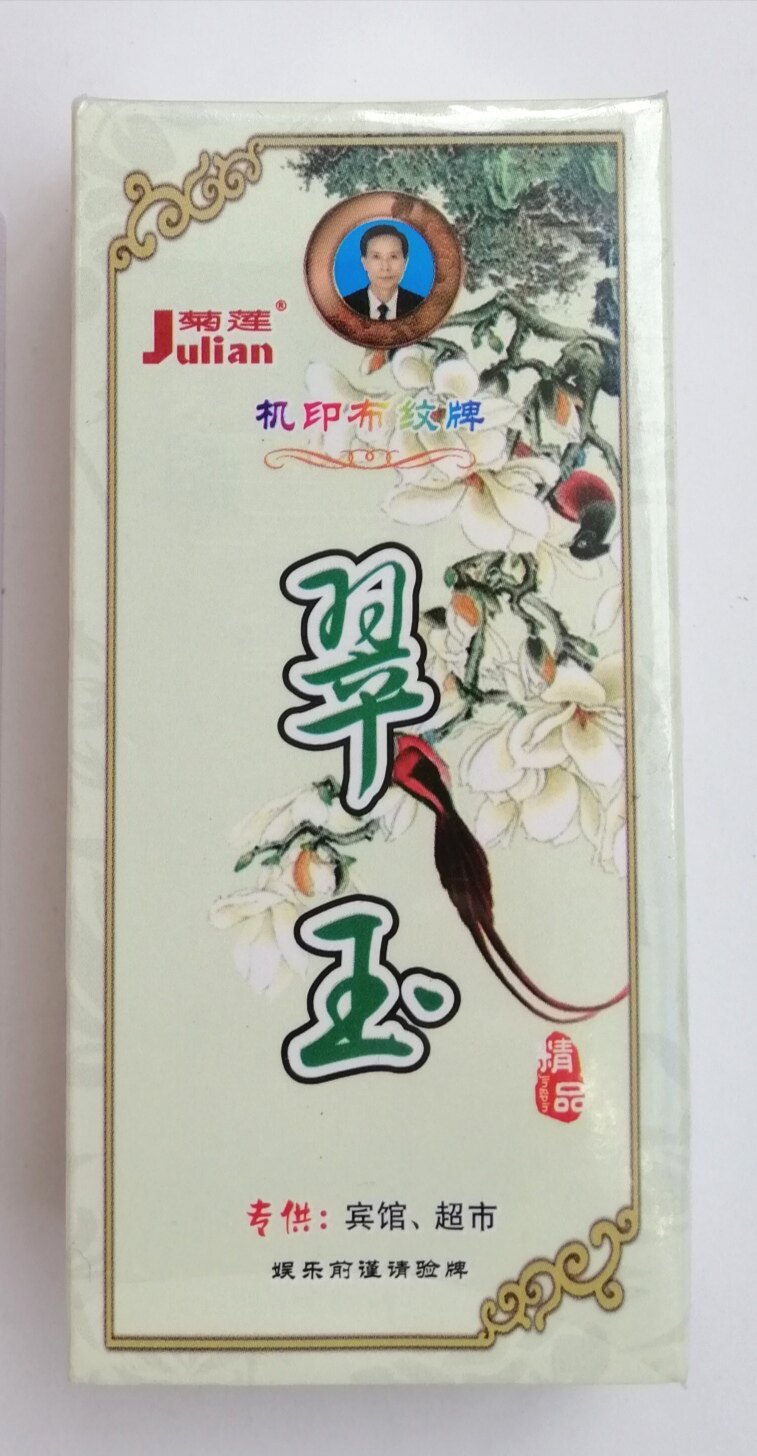 菊莲®
Julian
机印布纹牌
翠玉
精品
jingpin
专供：宾馆、超市
娱乐前谨请验牌